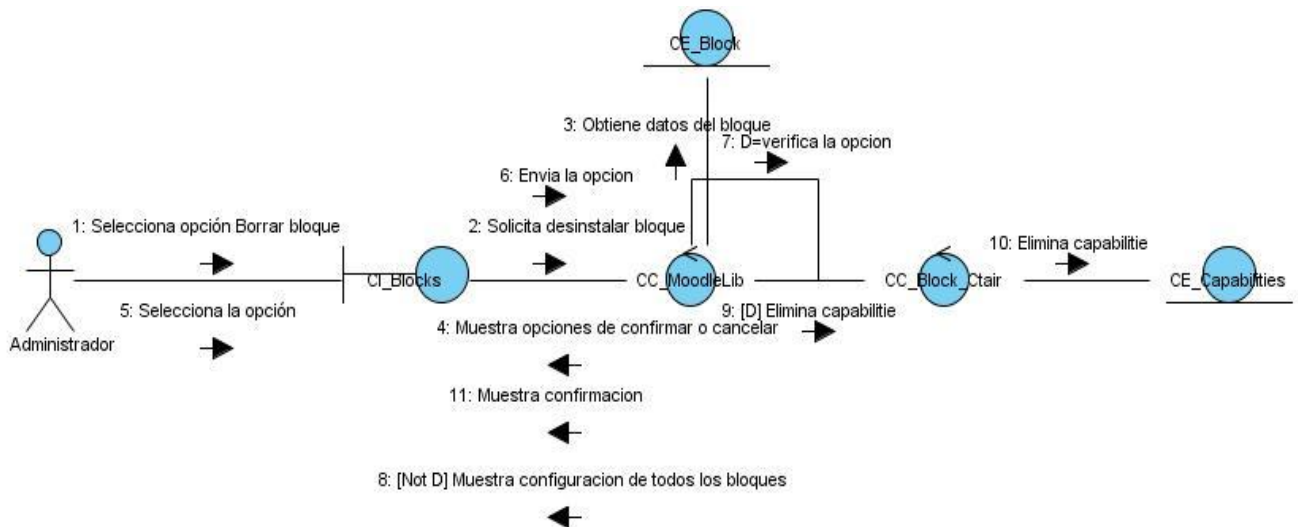 CE_Block
3: Obtiene datos del bloque
7: D=verifica la opcion
6: Envia la opcion
1: Selecciona opción Borrar bloque
2: Solicita desinstalar bloque
10: Elimina capabilitie
CI_Blocks
CC_MoodleLib
CC_Block_Ctair
CE_Capabilities
5: Selecciona la opción
9: [D] Elimina capabilitie
4: Muestra opciones de confirmar o cancelar
Administrador
11: Muestra confirmacion
8: [Not D] Muestra configuracion de todos los bloques